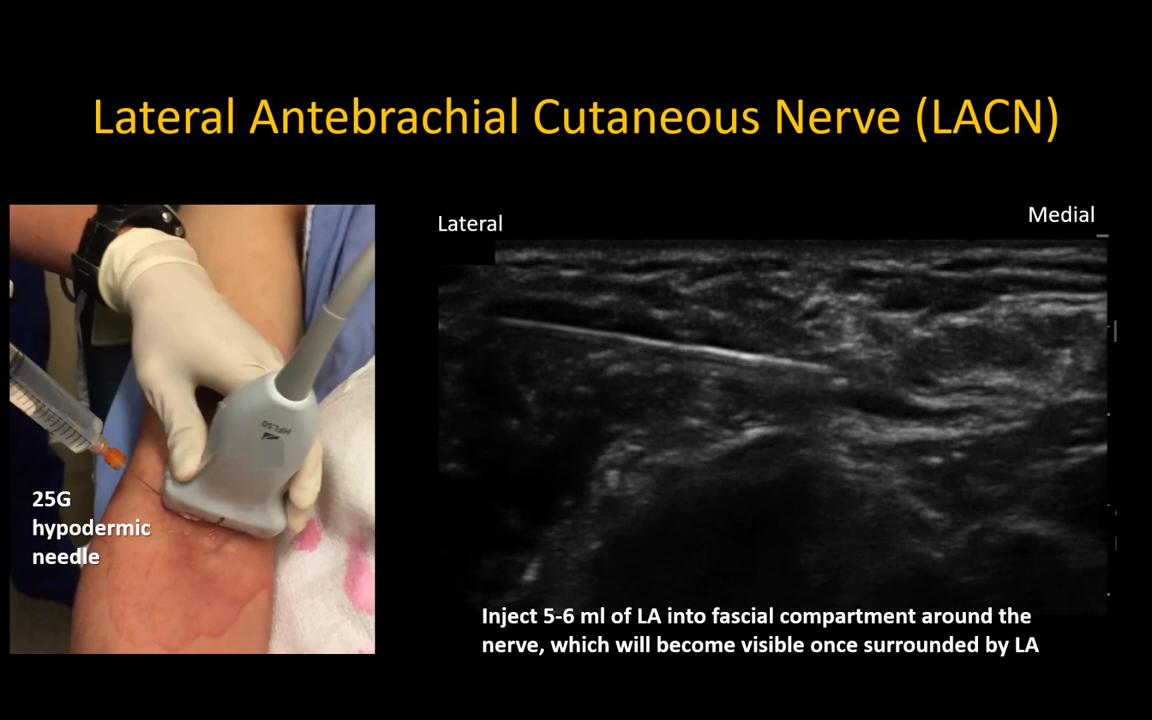 Lateral Antebrachial Cutaneous Nerve (LACN)
Lateral
Medial
HFL50
25G
hypodermic
needle
Inject 5-6 ml of LA into fascial compartment around the
nerve, which will become visible once surrounded by LA